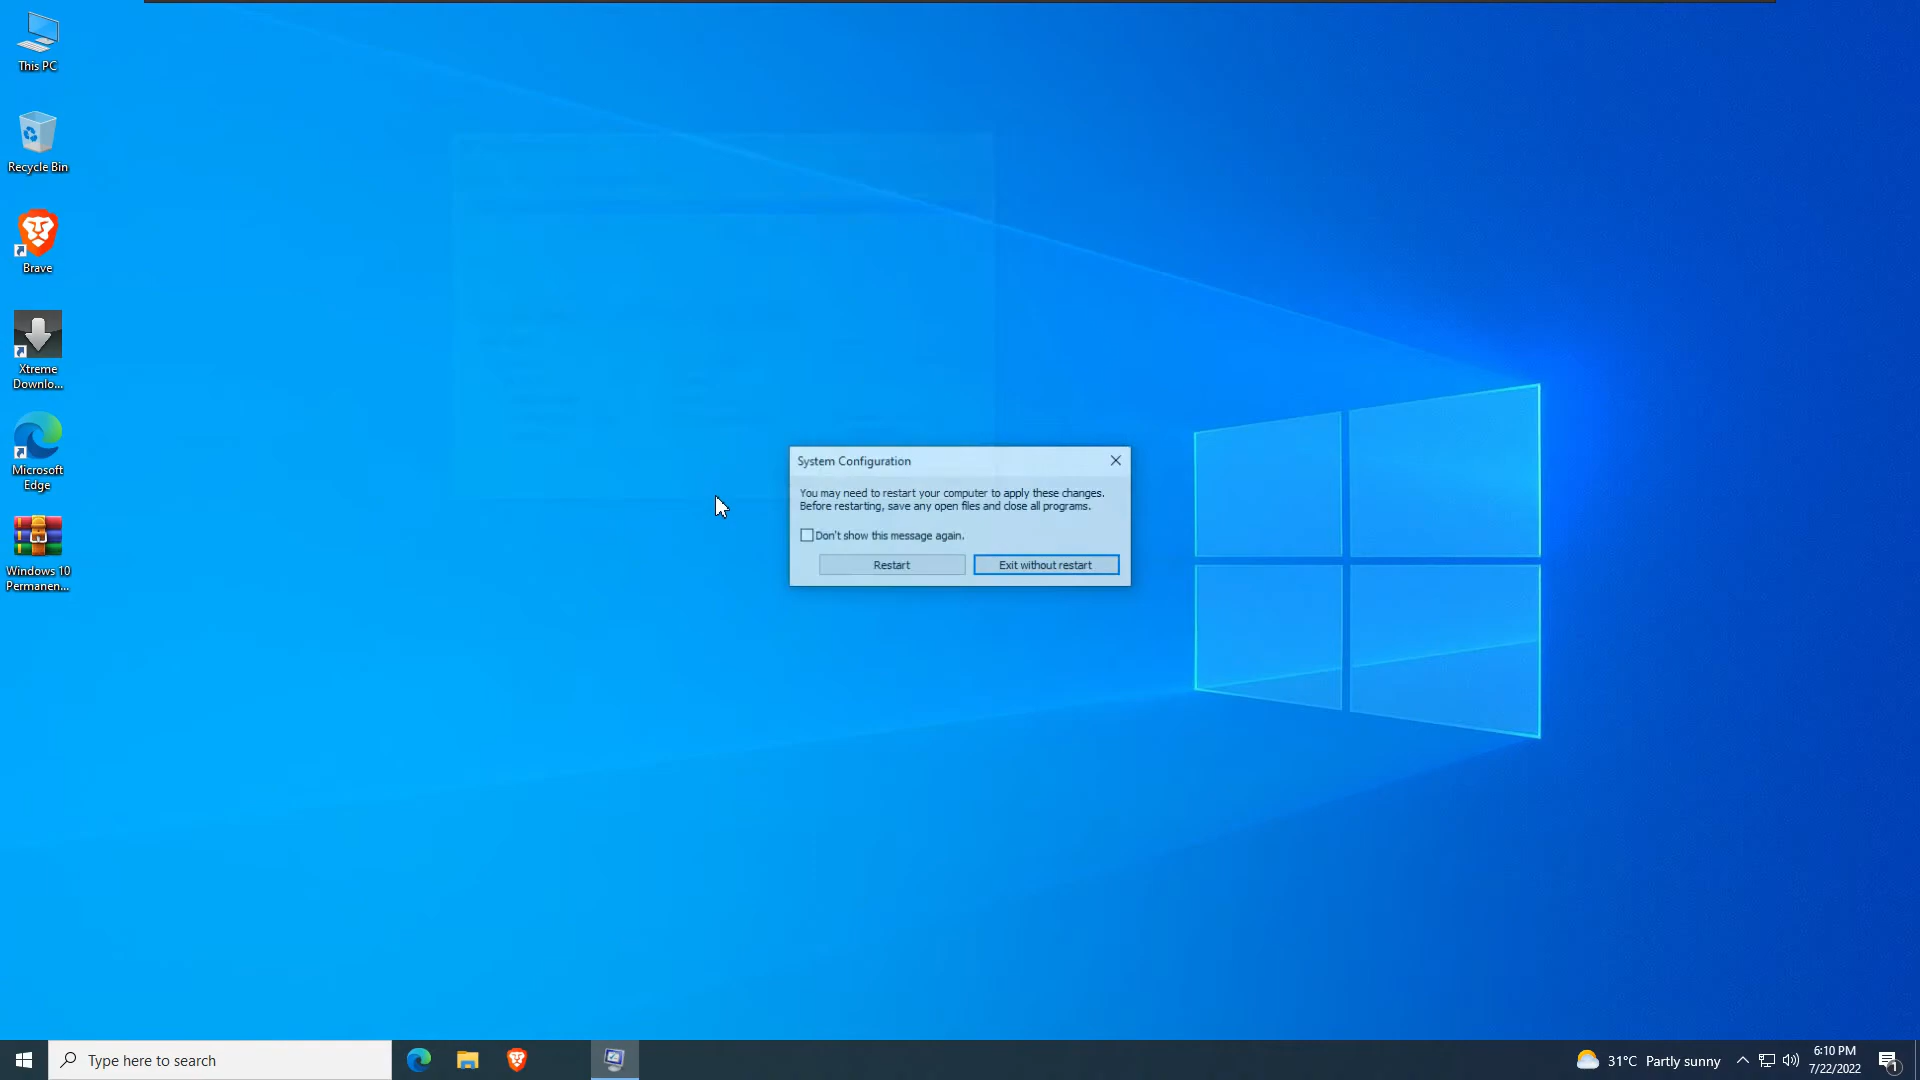 This PC
Recycle Bin
Brave
Xtreme
Downlo...
Microsoft
Edge
Windows 10
Permanen...
System Configuration
You may need to restart your computer to apply these changes.
Before restarting, save any open files and close all programs.
Don't show this message again.
Restart
Exit without restart
Type here to search
31°C Partly sunny
6:10 PM
7/22/2022
1